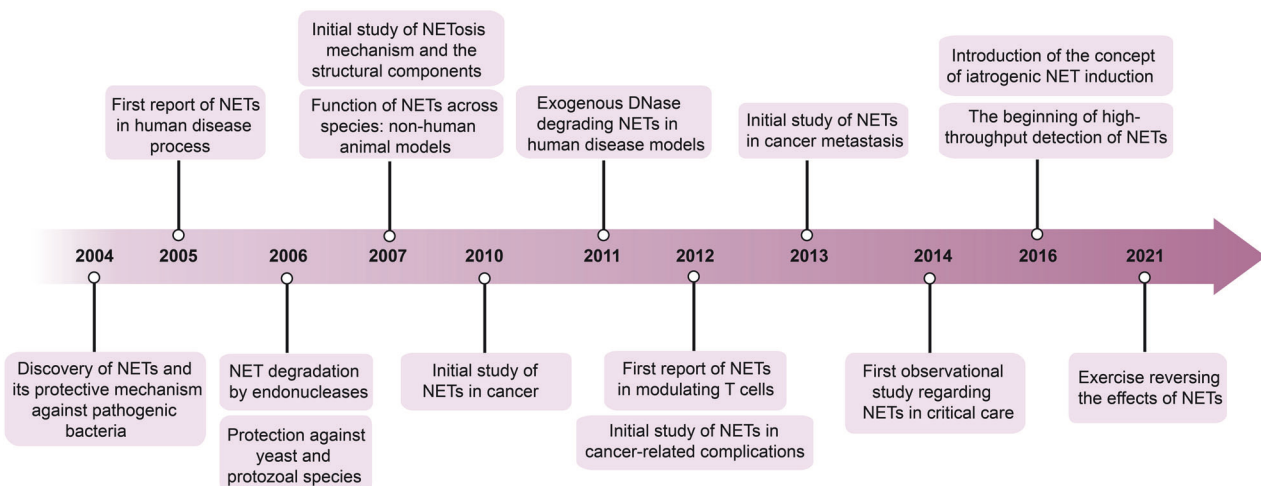 Initial study of NETosis
mechanism and the
structural components
Introduction of the concept
of iatrogenic NET induction
First report of NETs
in human disease
process
Function of NETs across
species: non-human
animal models
Exogenous DNase
degrading NETs in
human disease models
Initial study of NETs
in cancer metastasis
The beginning of high-
throughput detection of NETs
2004
2005
2006
2007
2010
2011
2012
2013
2014
2016
2021
Discovery of NETs and
its protective mechanism
against pathogenic
bacteria
NET degradation
by endonucleases
Protection against
yeast and
protozoal species
Initial study of
NETs in cancer
First report of NETs
in modulating T cells
Initial study of NETs in
cancer-related complications
First observational
study regarding
NETs in critical care
Exercise reversing
the effects of NETs